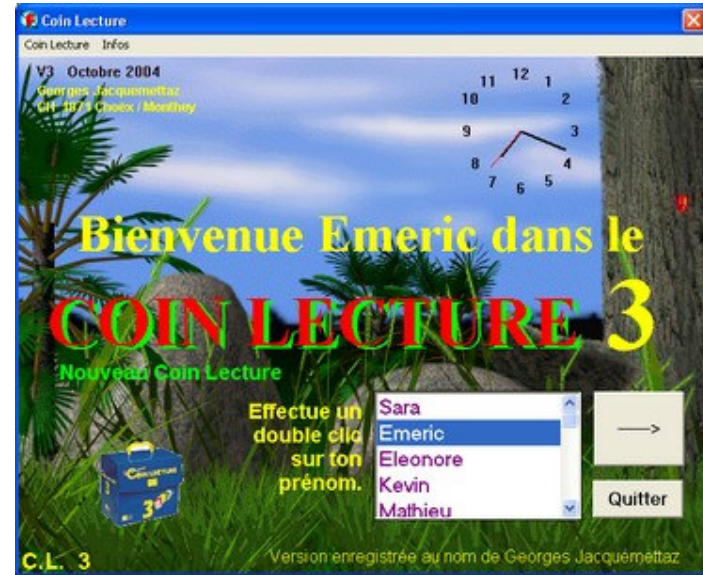 Coin Lecture
Coin Lecture Infos
V3 Octobre 2004
Georges Jacquemettaz
CH 1871 Choëx / Monthey
12
11 1
10 2
9 3
8 4
7 5
6
Bienvenue Emeric dans le
COIN LECTURE 3
Nouveau Coin Lecture
Effectue un
double clic
sur ton
prénom.
Sara
Emeric
Eleonore
Kevin
Mathieu
--->
Quitter
COIN LECTURE
3
C.L. 3
Version enregistrée au nom de Georges Jacquemettaz